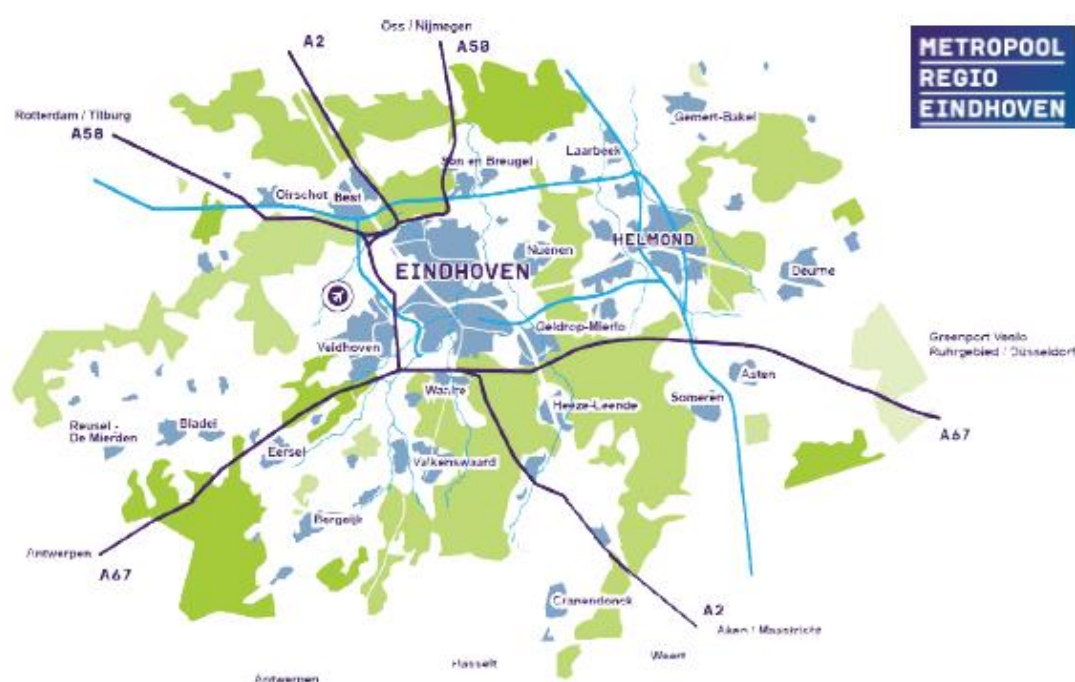 Oss / Nijmegen
A2
A50
METROPOOL
REGIO
EINDHOVEN
Rotterdam / Tilburg
A58
Gemert-Bakel
Laarbeek
Son en Breugel
Oirschot
Best
HELMOND
Nuenen
EINDHOVEN
Deurne
Geldrop-Mierlo
Veldhoven
Greenport Venlo
Ruhrgebied / Düsseldorf
Asten
Waalre
Someren
Heeze-Leende
Reusel -
De Mierden
Bladel
A67
Eersel
Valkenswaard
Bergeijk
Antwerpen
A67
Cranendonck
A2
Aken / Maastricht
Weert
Hasselt
Antwerpen